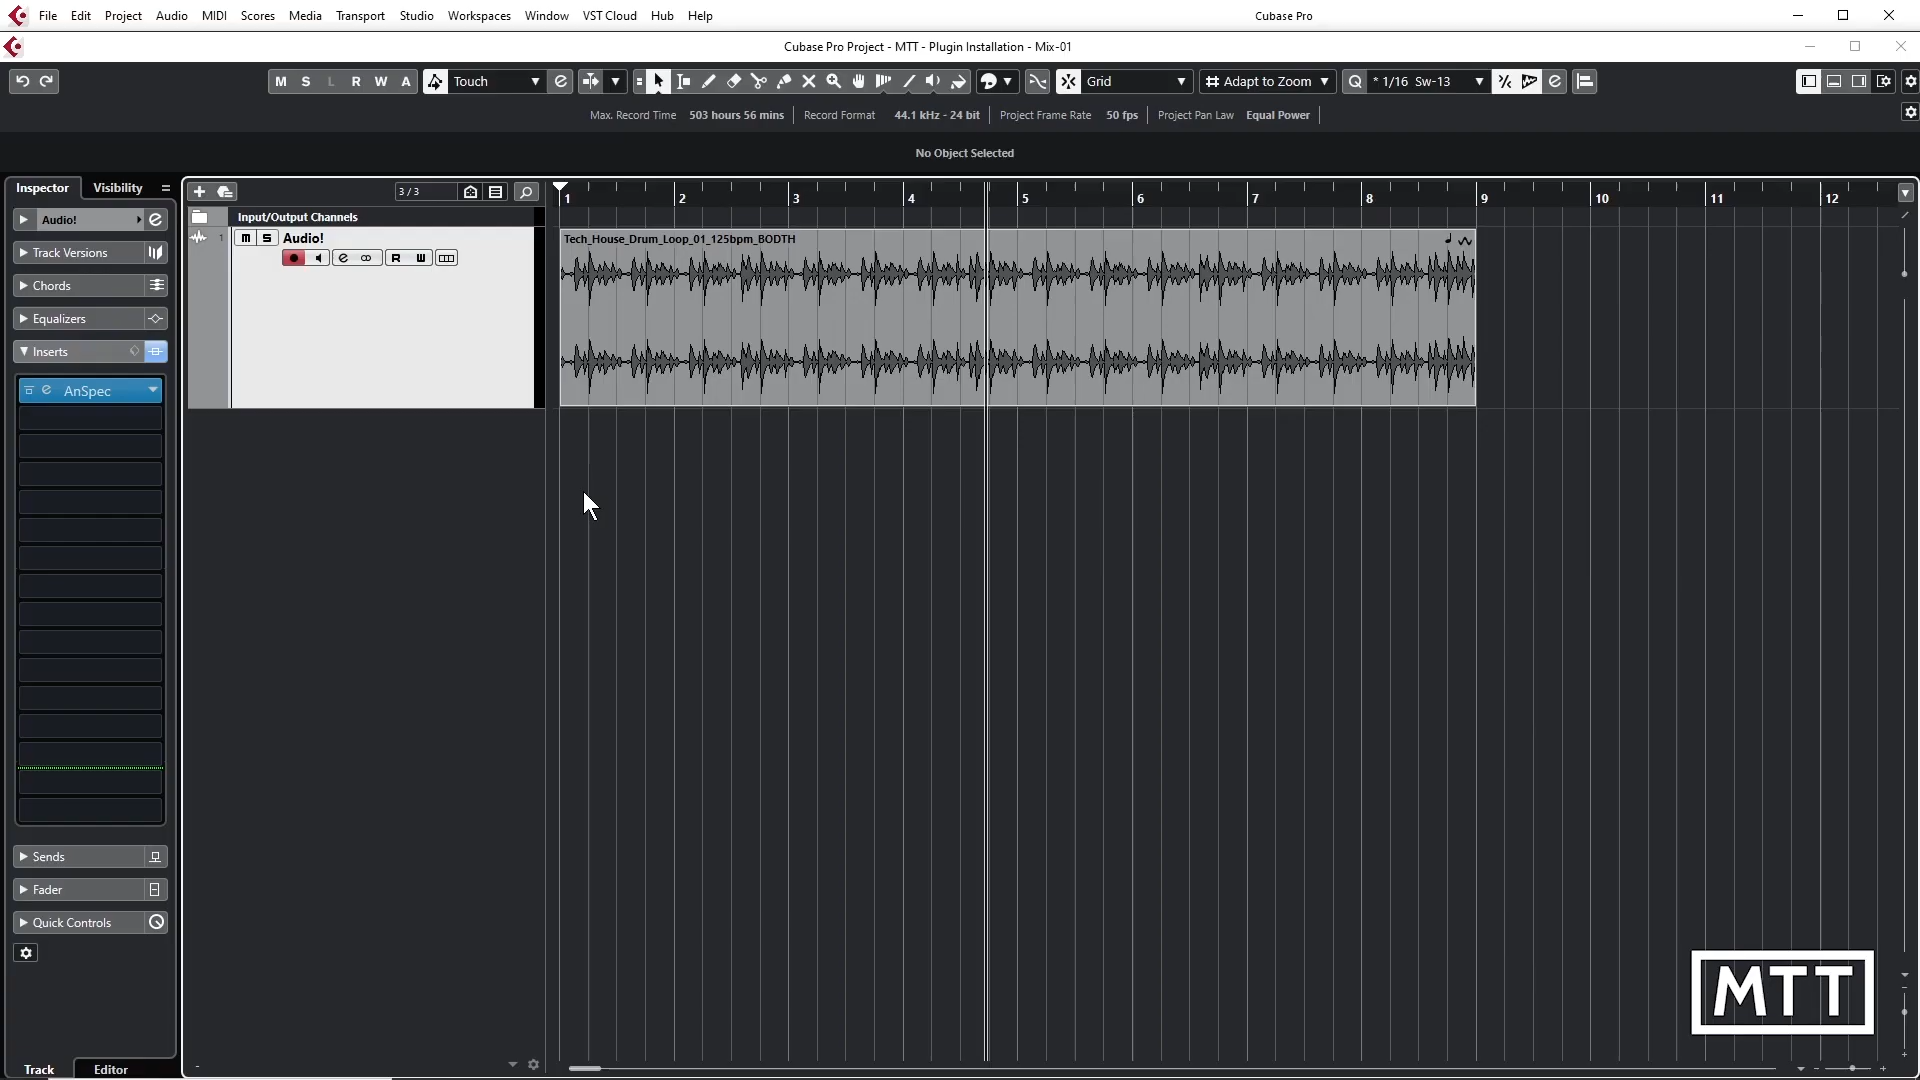 File Edit Project Audio MIDI Scores Media Transport Studio Workspaces Window VST Cloud Hub Help Cubase Pro
Cubase Pro Project - MTT - Plugin Installation - Mix-01
M S L R W A Touch Grid Adapt to Zoom Q * 1/16 Sw-13
Max. Record Time 503 hours 56 mins Record Format 44.1 kHz - 24 bit Project Frame Rate 50 fps Project Pan Law Equal Power
No Object Selected
Inspector Visibility 3 / 3 1 2 3 4 5 6 7 8 9 10 11 12
Input/Output Channels
Audio!
1 m S Audio! Tech_House_Drum_Loop_01_125bpm_BODTH
Track Versions
R W
Chords
Equalizers
Inserts
AnSpec
Sends
Fader
Quick Controls
MTT
Track Editor